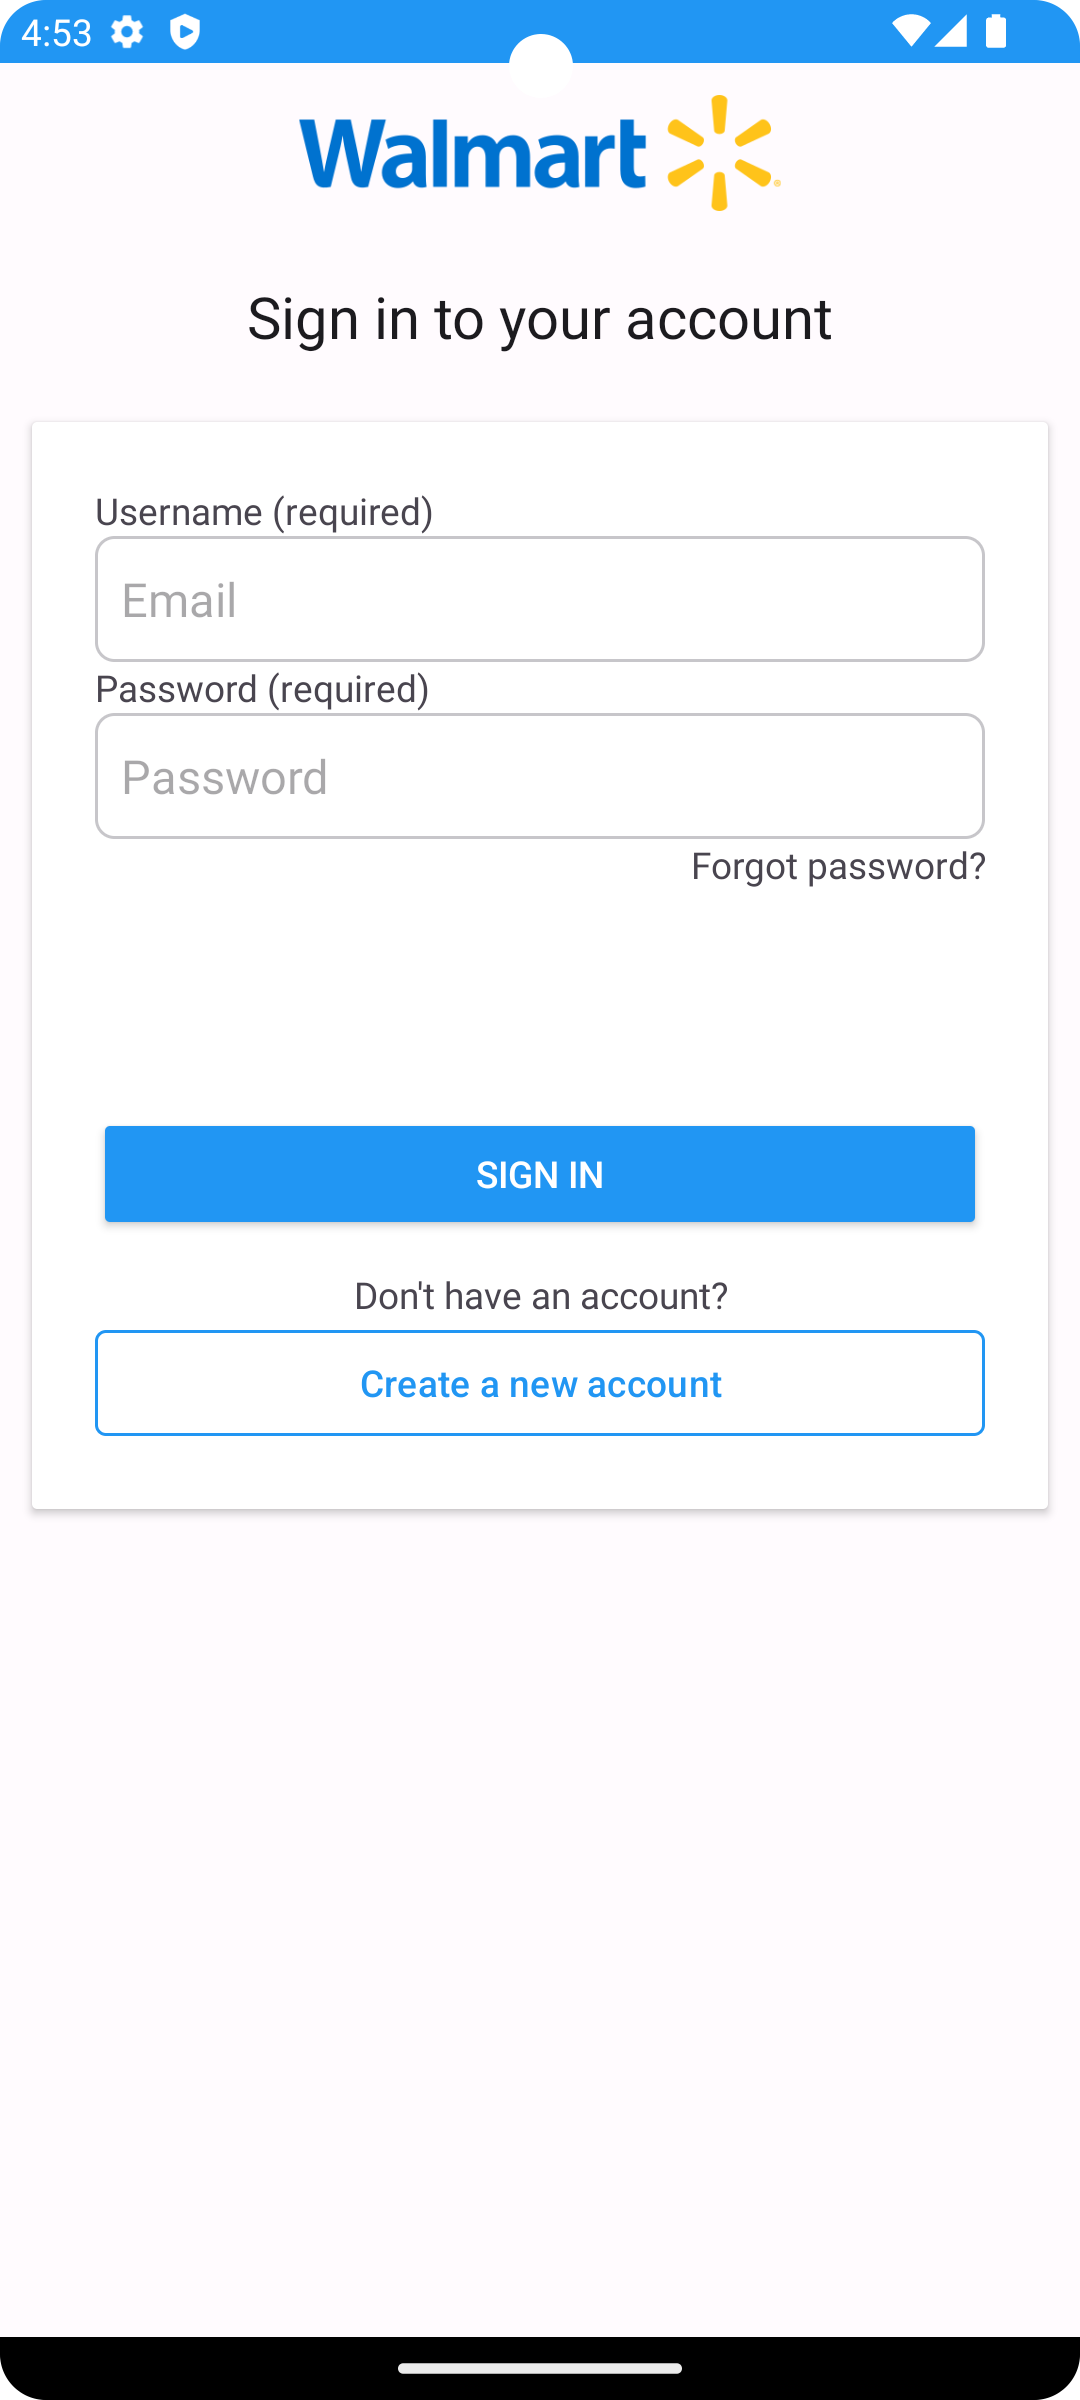 4:53
Walmart
Sign in to your account
Username (required)
Email
Password (required)
Password
Forgot password?
SIGN IN
Don't have an account?
Create a new account